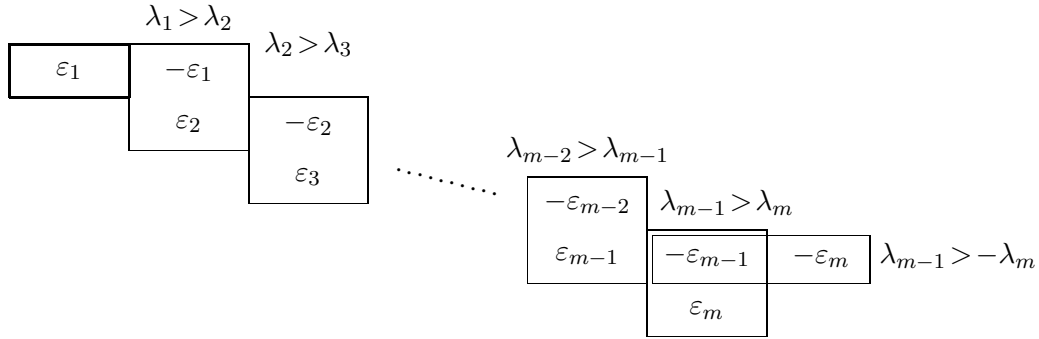 λ₁ > λ₂
λ₂ > λ₃
ε₁ −ε₁
ε₂ −ε₂
ε₃
λₘ₋₂ > λₘ₋₁
−εₘ₋₂ λₘ₋₁ > λₘ
εₘ₋₁ −εₘ₋₁ −εₘ λₘ₋₁ > −λₘ
εₘ